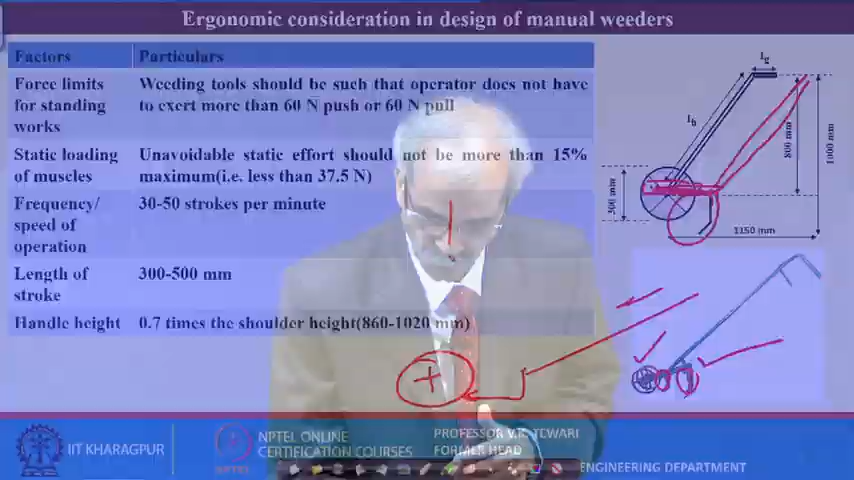 Ergonomic consideration in design of manual weeders
Factors Particulars
Force limits for standing works
Weeding tools should be such that operator does not have to exert more than 60 N push or 60 N pull
Static loading of muscles
Unavoidable static effort should not be more than 15% maximum(i.e. less than 37.5 N)
Frequency/ speed of operation
30-50 strokes per minute
Length of stroke
300-500 mm
Handle height
0.7 times the shoulder height(860-1020 mm)
lg
lh
300 mm
800 mm
1000 mm
1150 mm
IIT KHARAGPUR
NPTEL
NPTEL ONLINE
CERTIFICATION COURSES
PROFESSOR V.K. TEWARI
FORMER HEAD
ENGINEERING DEPARTMENT